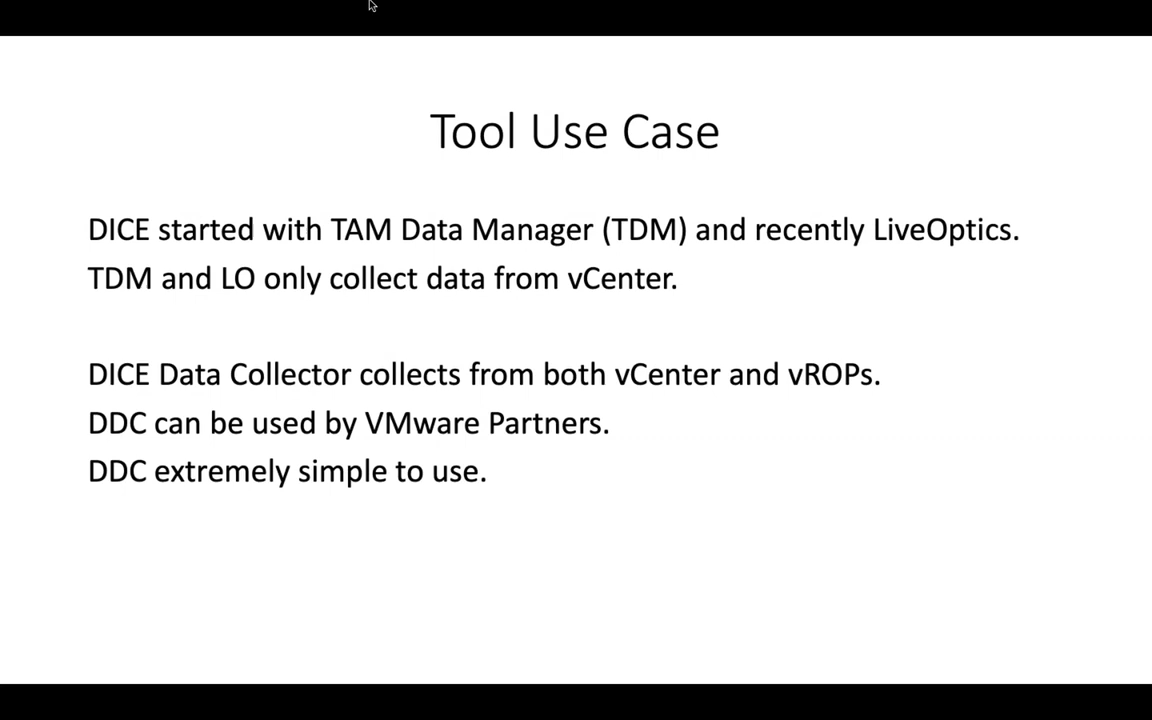 Tool Use Case
DICE started with TAM Data Manager (TDM) and recently LiveOptics.
TDM and LO only collect data from vCenter.
DICE Data Collector collects from both vCenter and vROPs.
DDC can be used by VMware Partners.
DDC extremely simple to use.